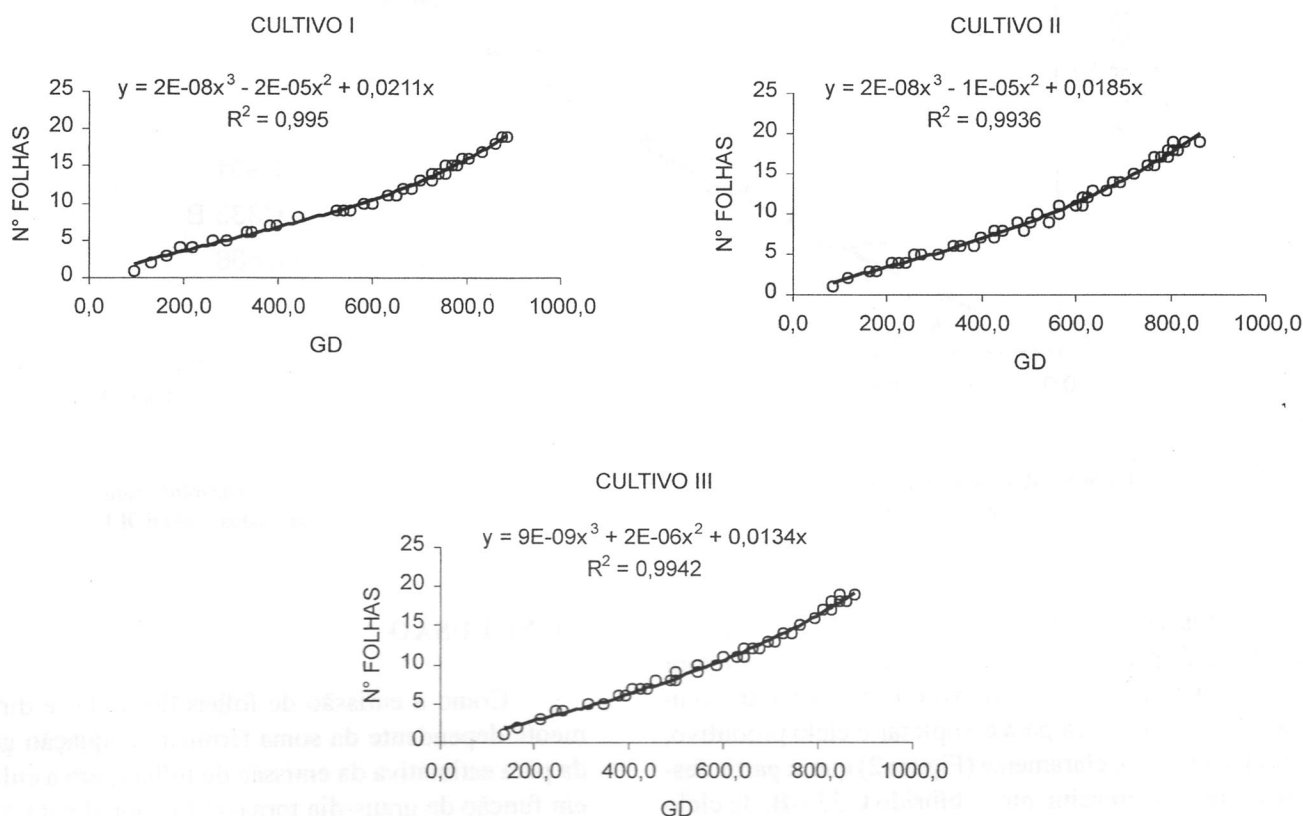 CULTIVO I
y = 2E-08x³ - 2E-05x² + 0,0211x
R² = 0,995
N° FOLHAS
25
20
15
10
5
0
0,0 200,0 400,0 600,0 800,0 1000,0
GD
CULTIVO II
y = 2E-08x³ - 1E-05x² + 0,0185x
R² = 0,9936
N° FOLHAS
25
20
15
10
5
0
0,0 200,0 400,0 600,0 800,0 1000,0
GD
CULTIVO III
y = 9E-09x³ + 2E-06x² + 0,0134x
R² = 0,9942
N° FOLHAS
25
20
15
10
5
0
0,0 200,0 400,0 600,0 800,0 1000,0
GD